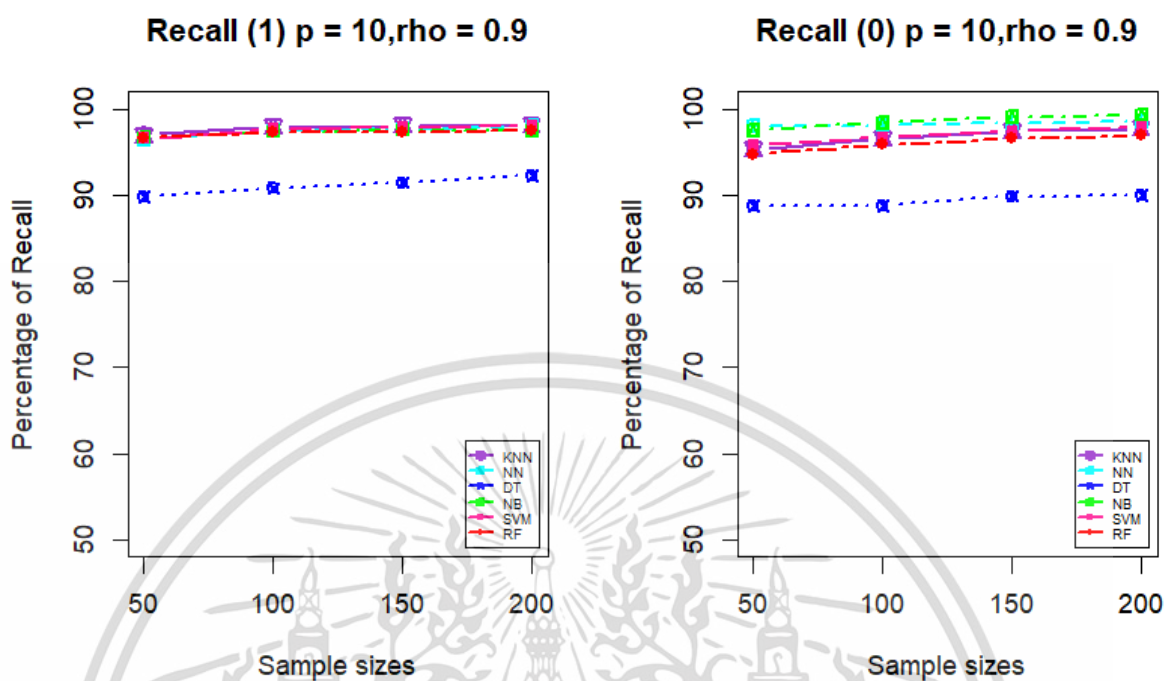 Recall (1) p = 10,rho = 0.9
Percentage of Recall
100
90
80
70
60
50
KNN
NN
DT
NB
SVM
RF
50 100 150 200
Sample sizes
Recall (0) p = 10,rho = 0.9
Percentage of Recall
100
90
80
70
60
50
KNN
NN
DT
NB
SVM
RF
50 100 150 200
Sample sizes